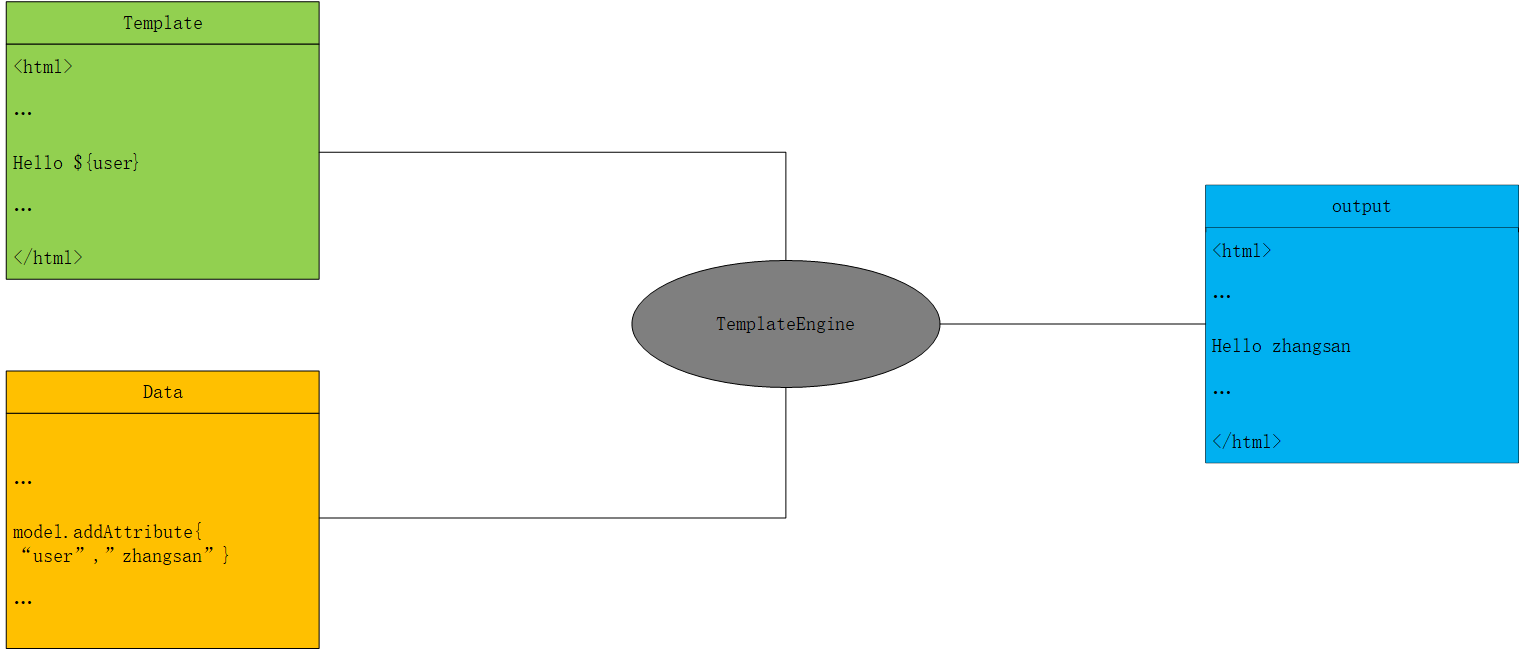 Template
<html>
...
Hello ${user}
...
</html>
Data
...
model.addAttribute{
“user”,”zhangsan”}
...
TemplateEngine
output
<html>
...
Hello zhangsan
...
</html>